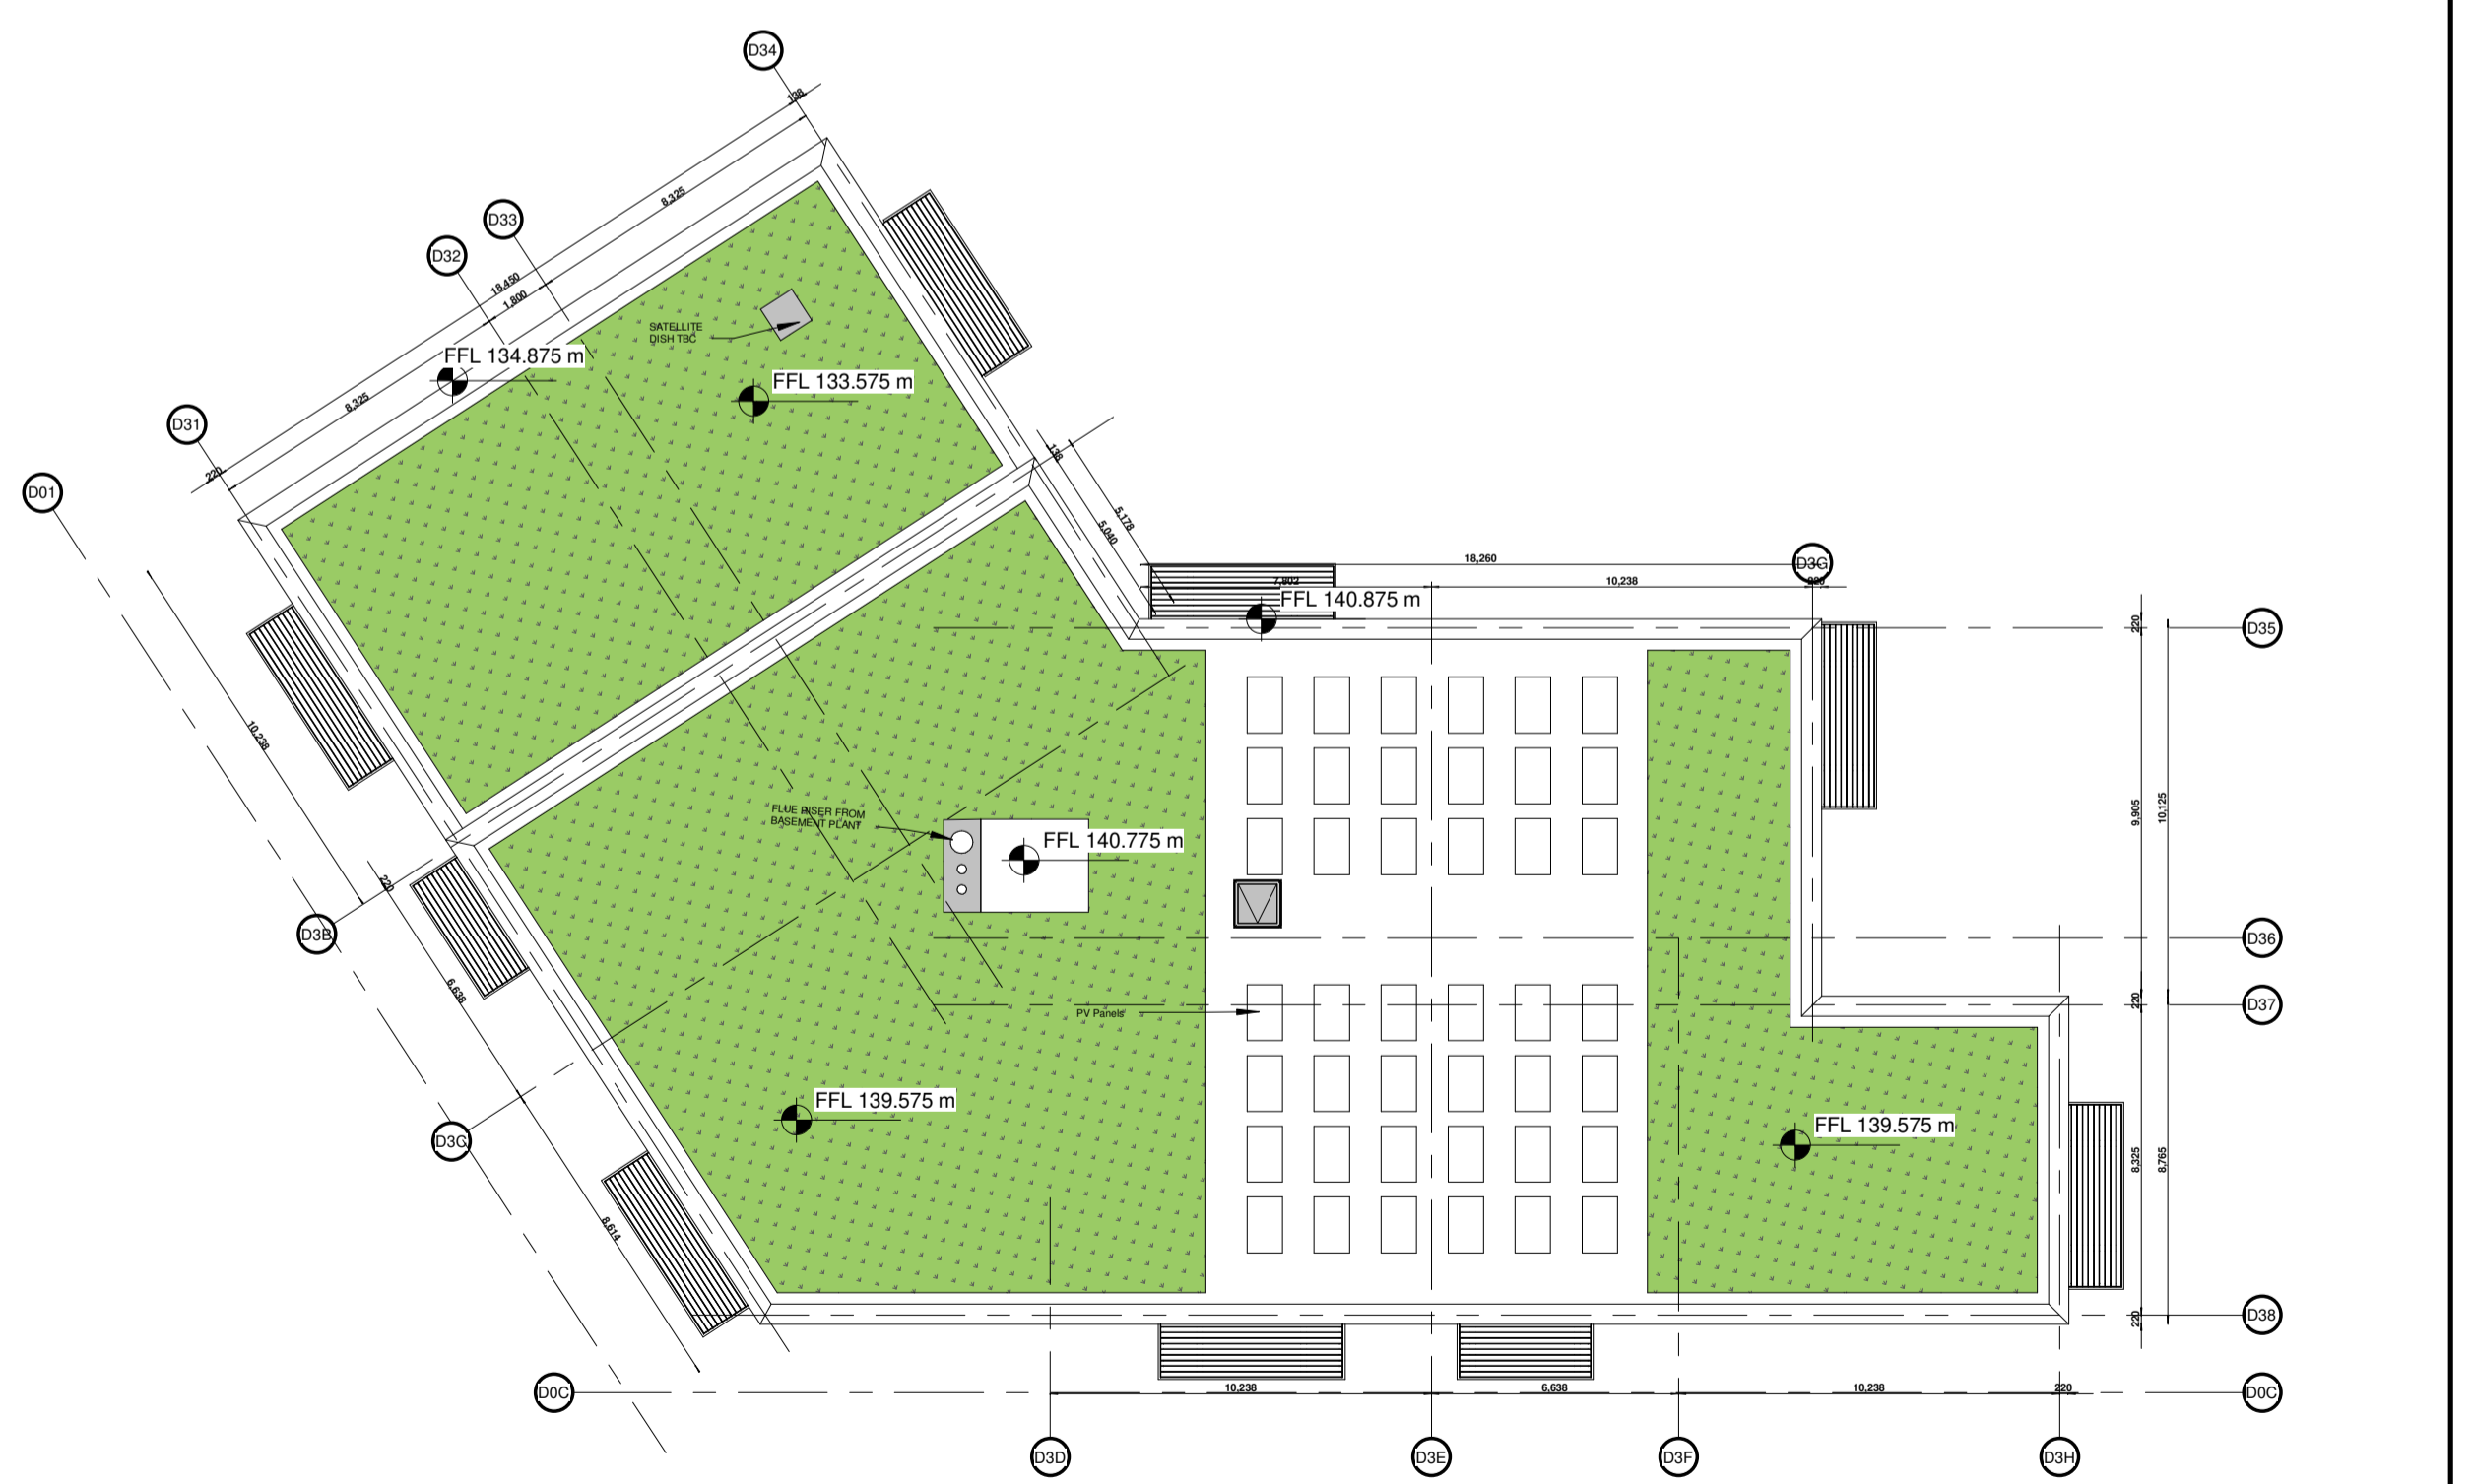 D34
138
8,325
D33
D32
18,450
1,800
SATELLITE
DISH TBC
FFL 134.875 m
FFL 133.575 m
8,325
D31
220
D01
138
5,178
5,040
18,260
D3G
7,802
10,238
220
FFL 140.875 m
220
D35
10,238
FLUE RISER FROM
BASEMENT PLANT
FFL 140.775 m
9,905
10,125
220
D3B
D36
6,638
220
D37
PV Panels
FFL 139.575 m
FFL 139.575 m
D3C
8,325
8,765
8,614
220
D38
D0C
10,238
6,638
10,238
220
D0C
D3D
D3E
D3F
D3H